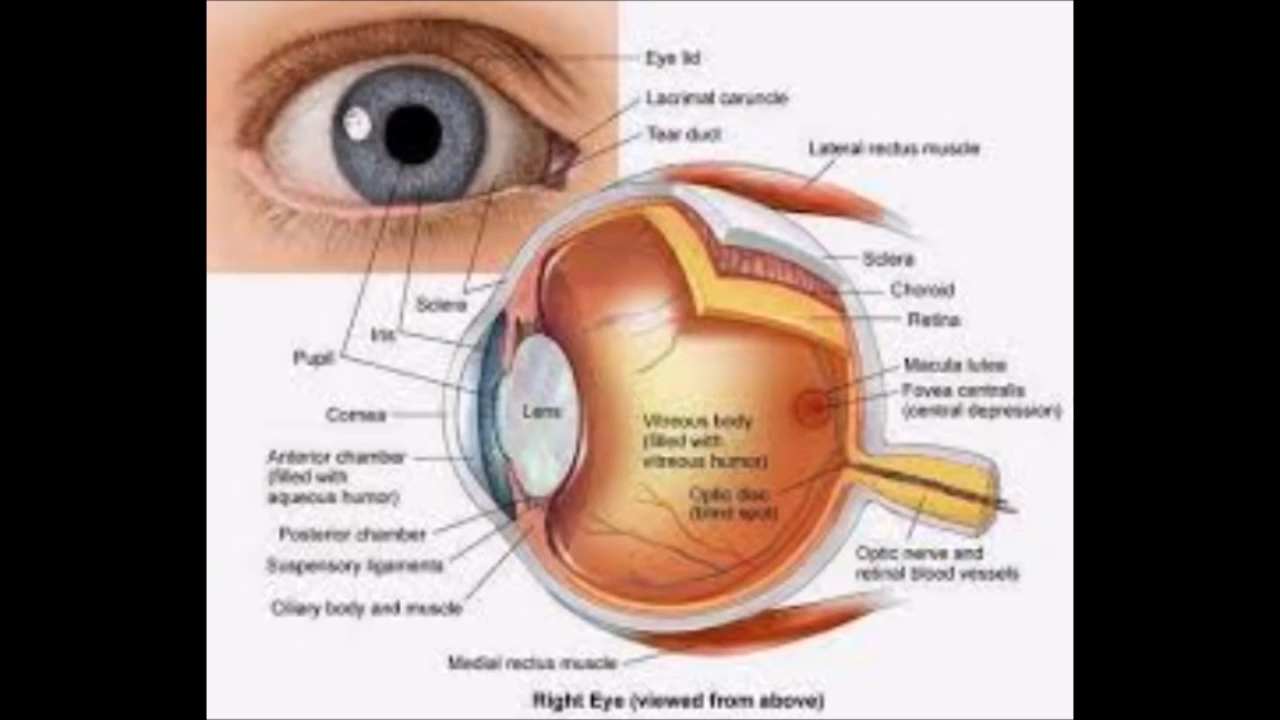 Eye lid
Lacrimal caruncle
Tear duct
Lateral rectus muscle
Sclera
Choroid
Retina
Macula lutea
Fovea centralis
(central depression)
Sclera
Iris
Pupil
Cornea
Lens
Anterior chamber
(filled with
aqueous humor)
Posterior chamber
Suspensory ligaments
Ciliary body and muscle
Vitreous body
(filled with
vitreous humor)
Optic disc
(blind spot)
Optic nerve and
retinal blood vessels
Medial rectus muscle
Right Eye (viewed from above)